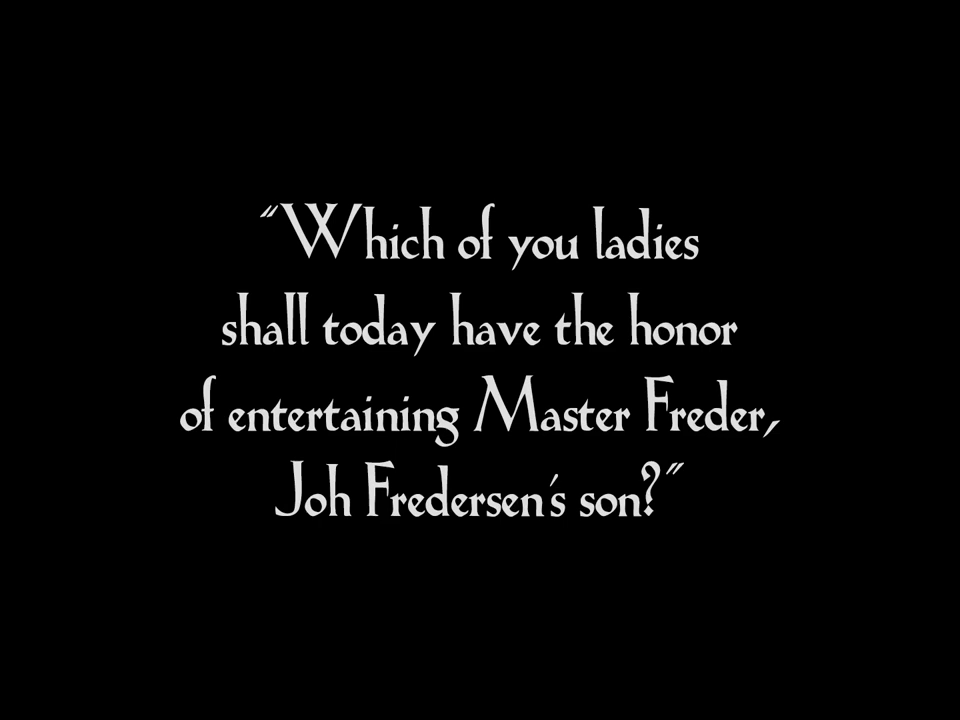 “Which of you ladies
shall today have the honor
of entertaining Master Freder,
Joh Fredersen's son?”